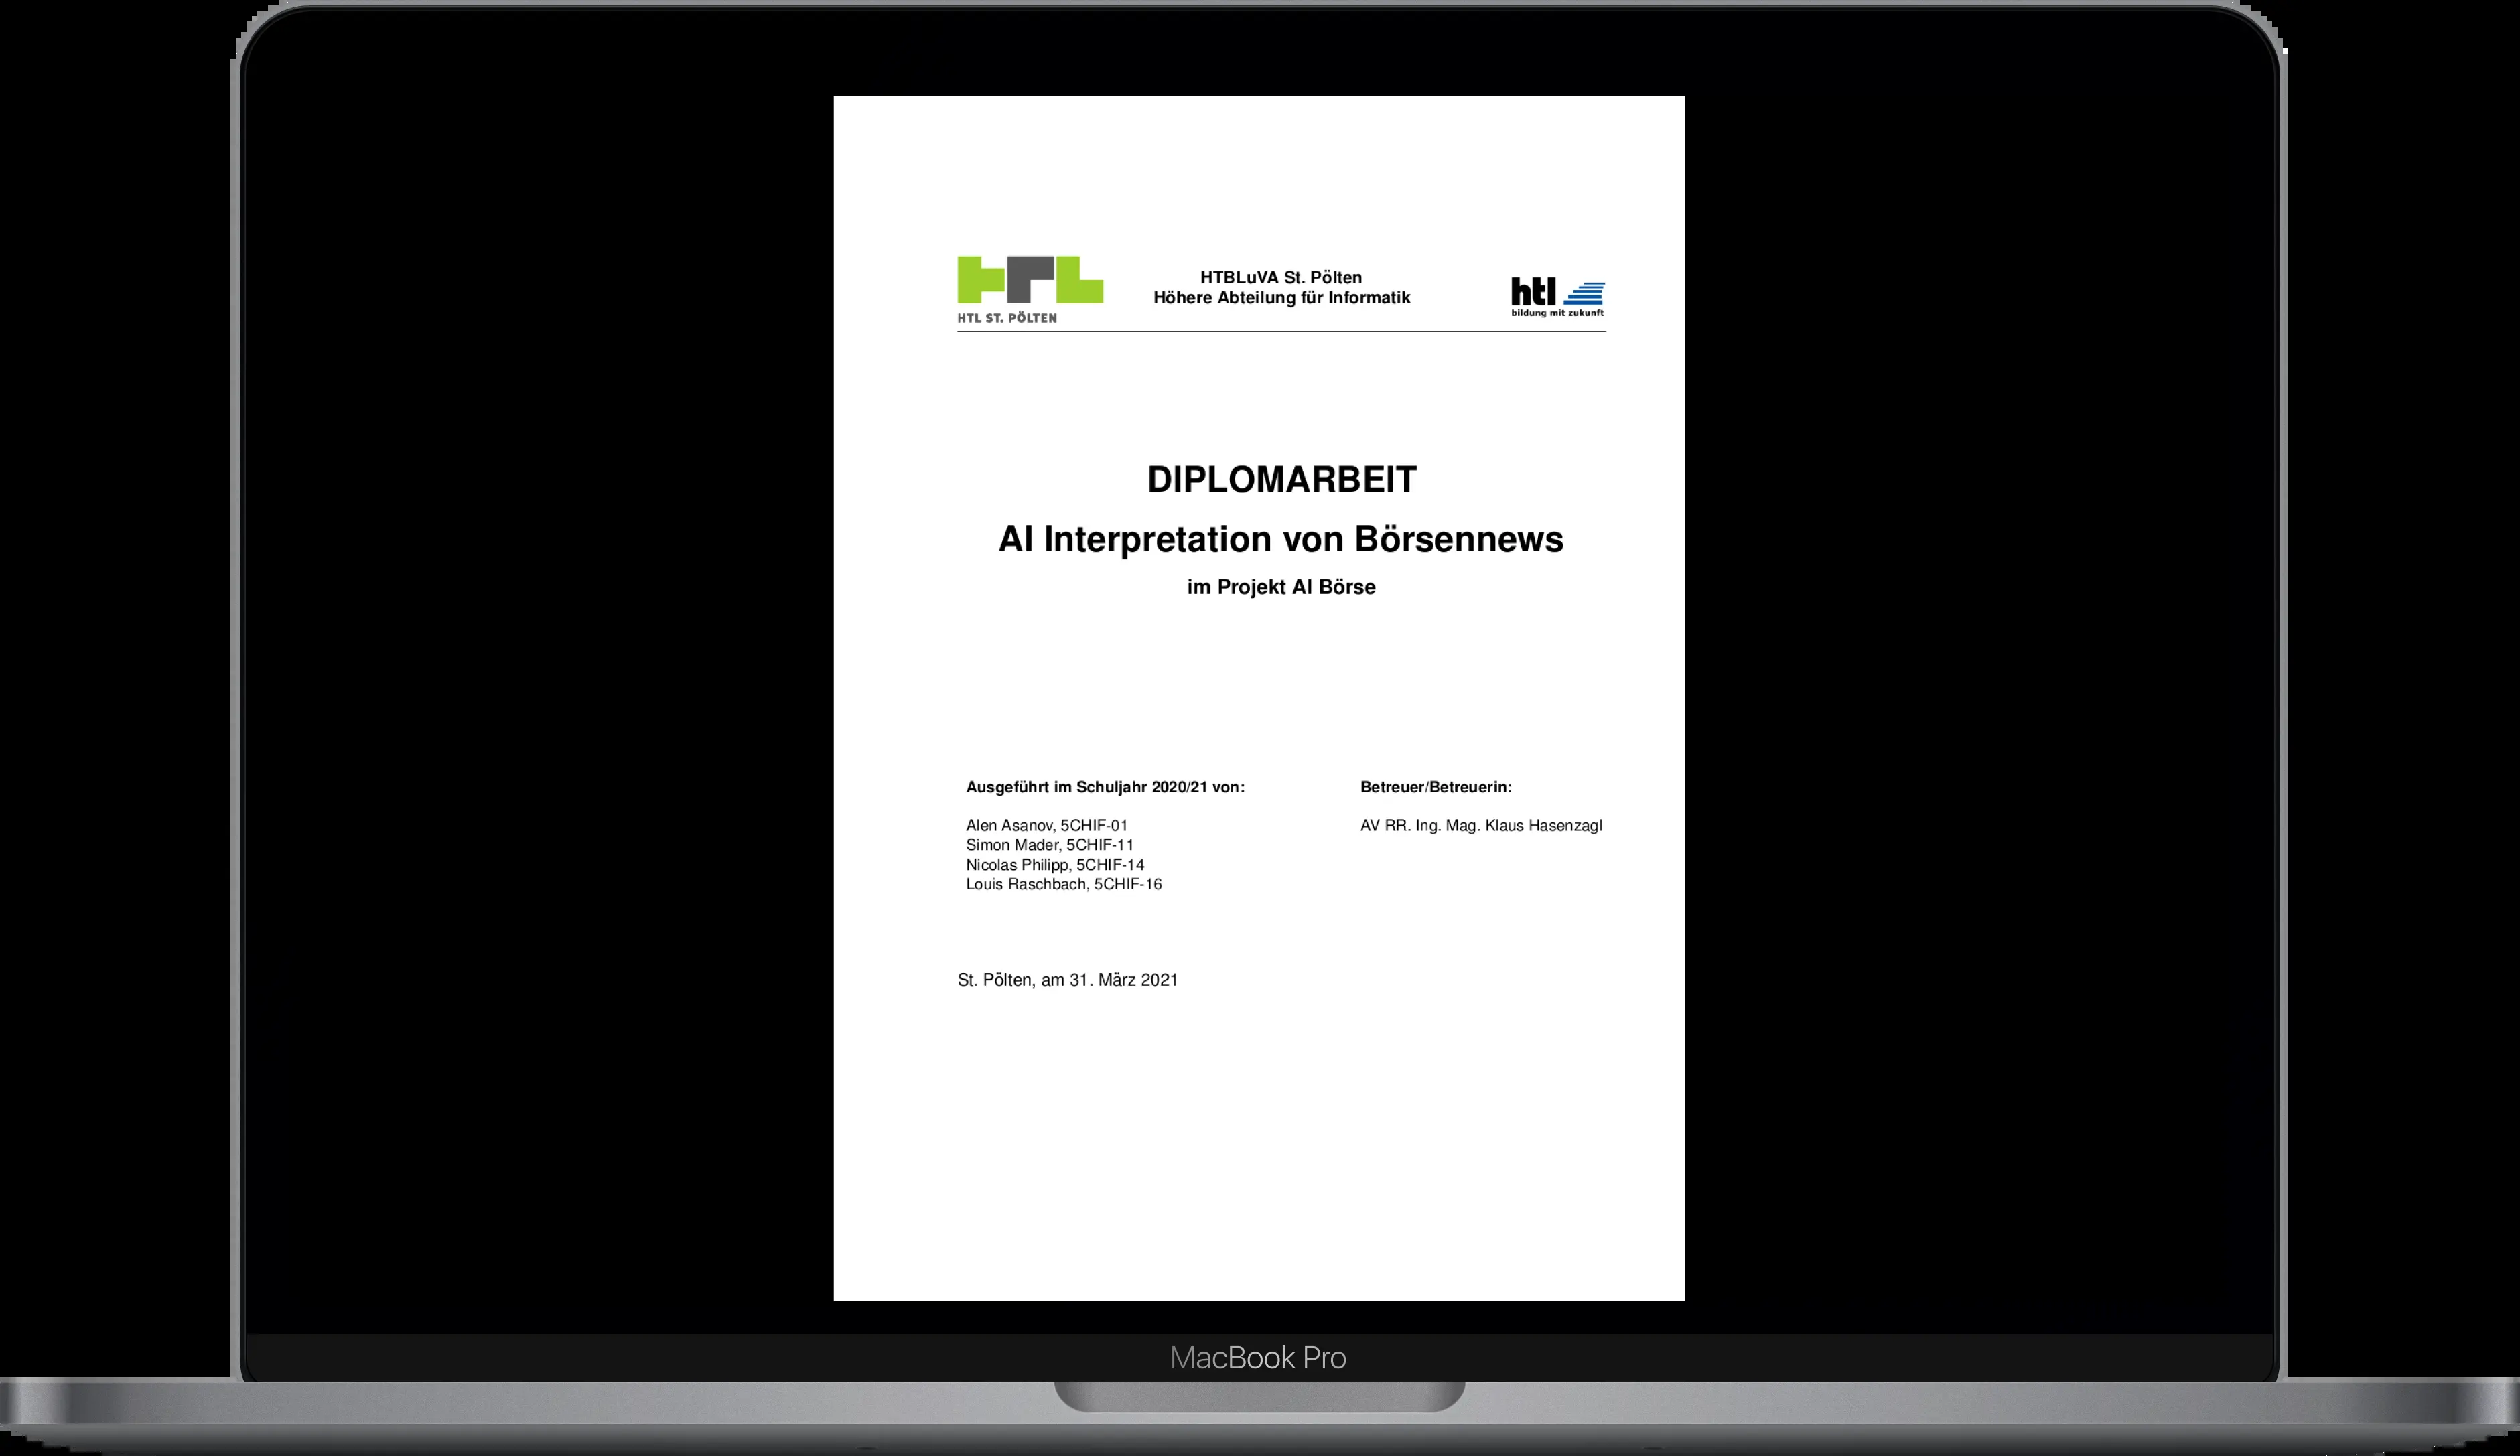 HTL
HTL ST. PÖLTEN
HTBLuVA St. Pölten
Höhere Abteilung für Informatik
htl
bildung mit zukunft
DIPLOMARBEIT
AI Interpretation von Börsennews
im Projekt AI Börse
Ausgeführt im Schuljahr 2020/21 von:
Alen Asanov, 5CHIF-01
Simon Mader, 5CHIF-11
Nicolas Philipp, 5CHIF-14
Louis Raschbach, 5CHIF-16
Betreuer/Betreuerin:
AV RR. Ing. Mag. Klaus Hasenzagl
St. Pölten, am 31. März 2021
MacBook Pro